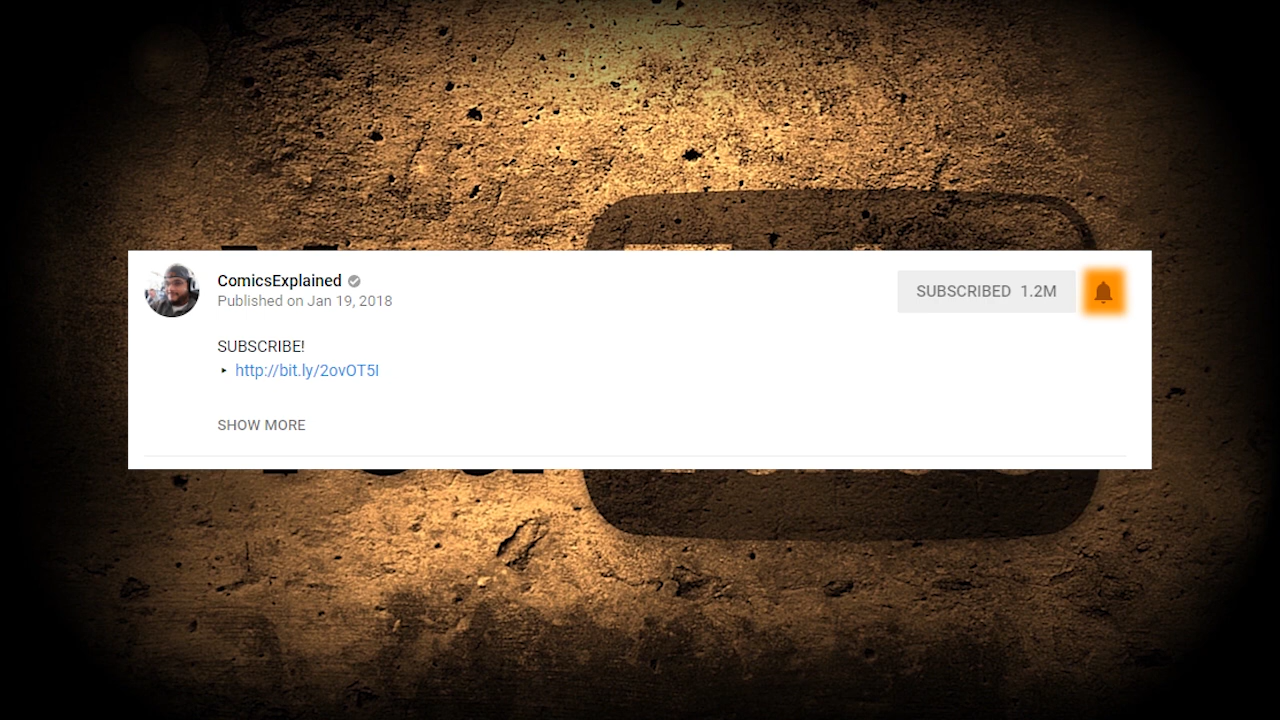 ComicsExplained
Published on Jan 19, 2018
SUBSCRIBED 1.2M
SUBSCRIBE!
‣ http://bit.ly/2ovOT5I
SHOW MORE